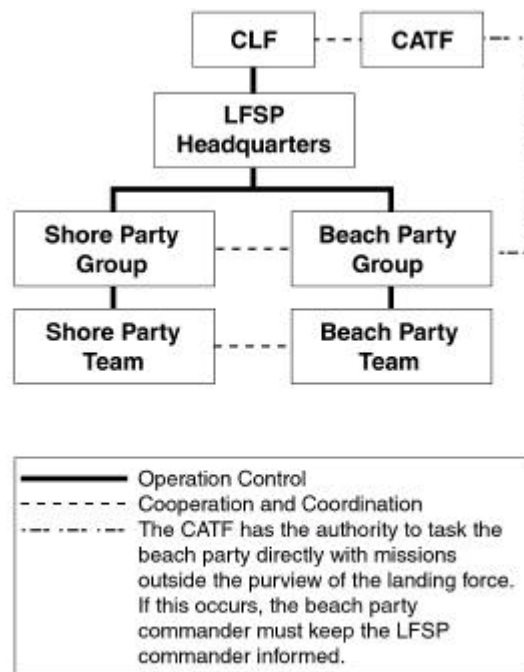 CLF
CATF
LFSP
Headquarters
Shore Party
Group
Beach Party
Group
Shore Party
Team
Beach Party
Team
Operation Control
Cooperation and Coordination
The CATF has the authority to task the
beach party directly with missions
outside the purview of the landing force.
If this occurs, the beach party
commander must keep the LFSP
commander informed.